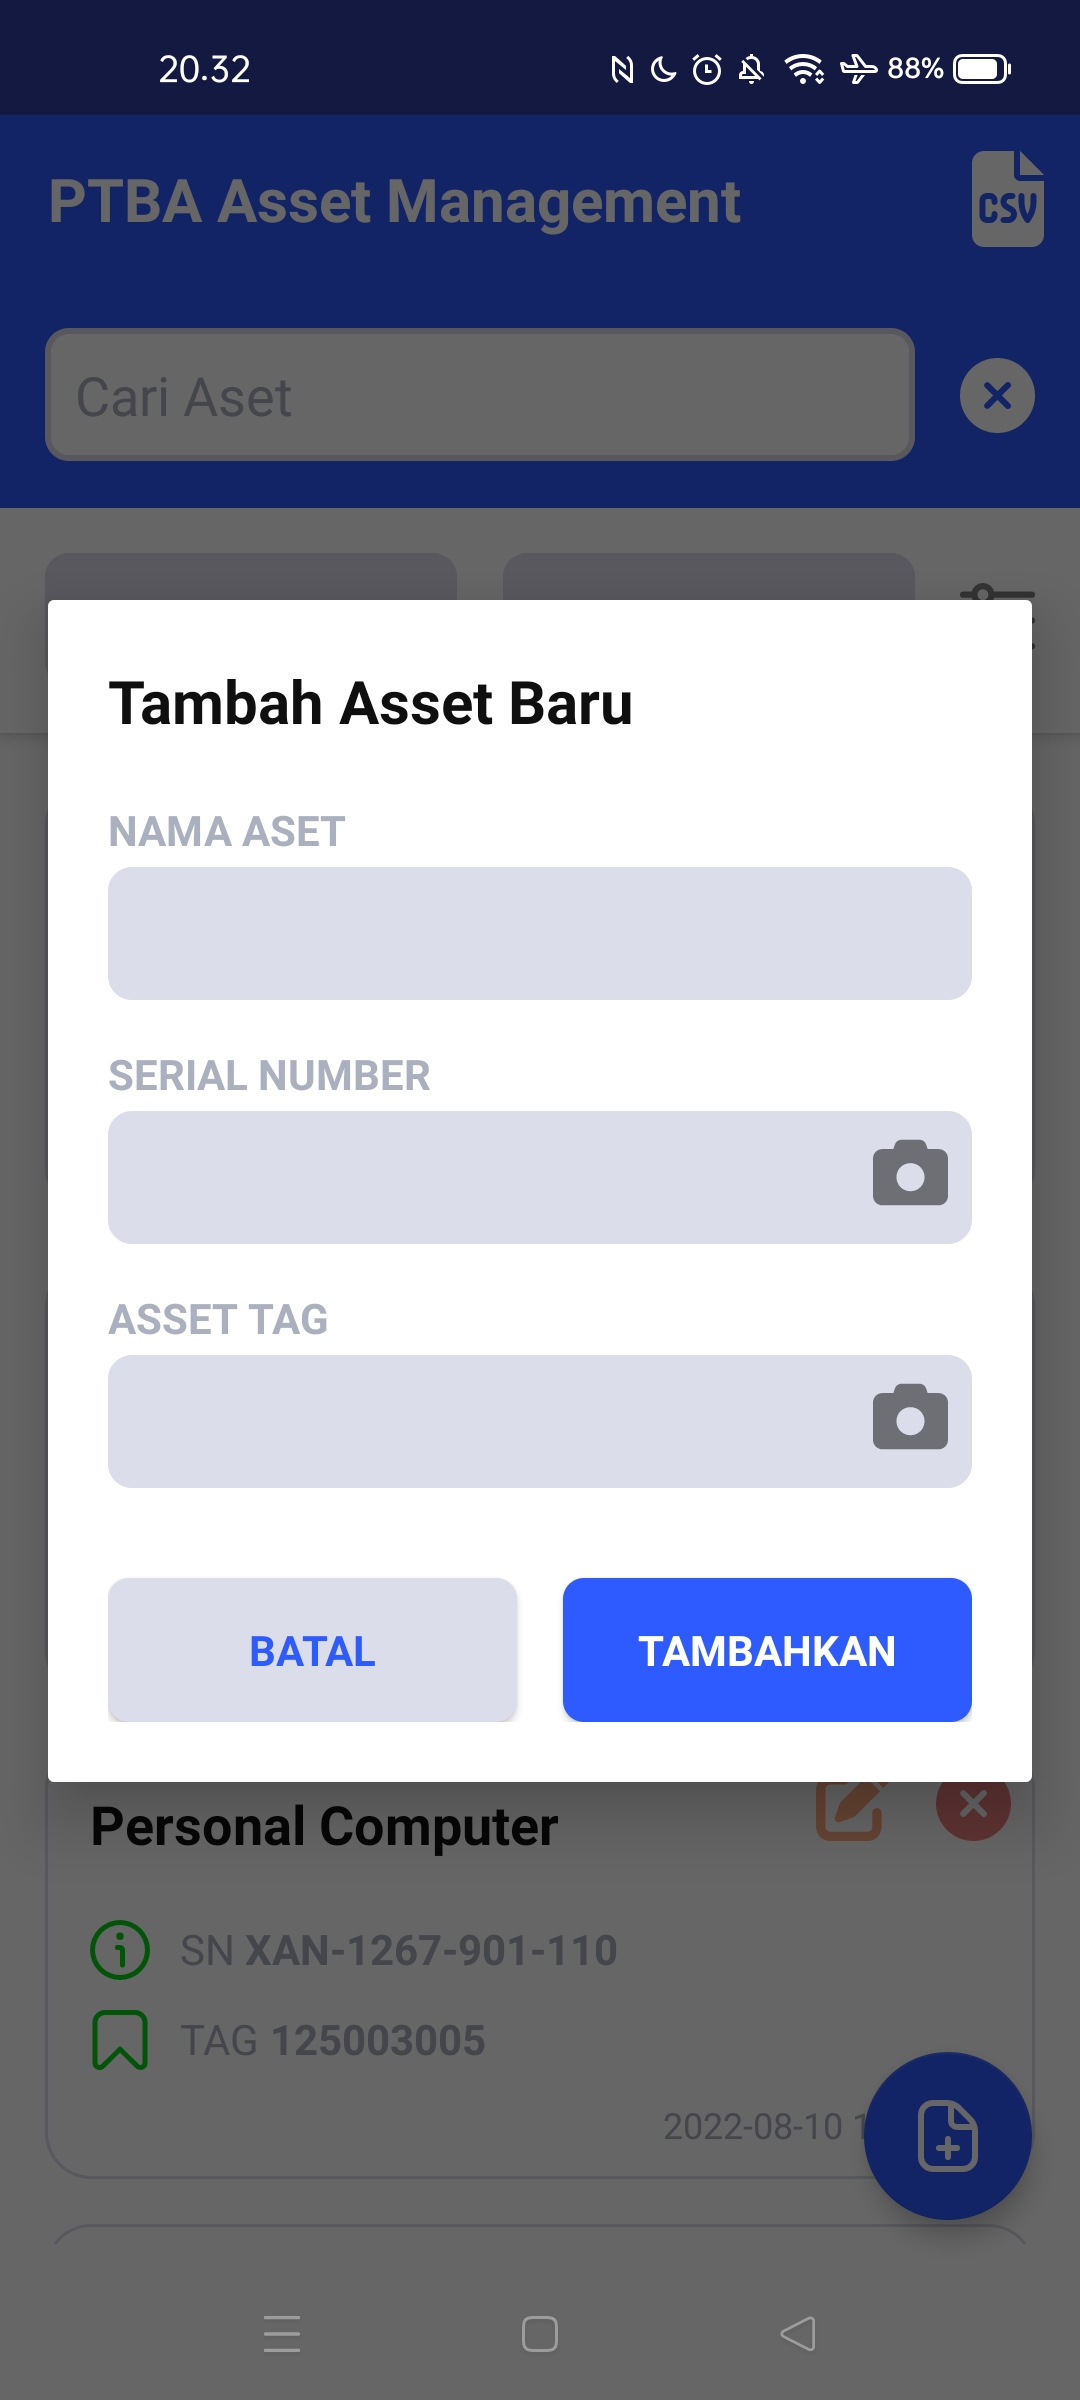 20.32
88%
PTBA Asset Management
CSV
Cari Aset
Tambah Asset Baru
NAMA ASET
SERIAL NUMBER
ASSET TAG
BATAL
TAMBAHKAN
Personal Computer
SN XAN-1267-901-110
TAG 125003005
2022-08-10